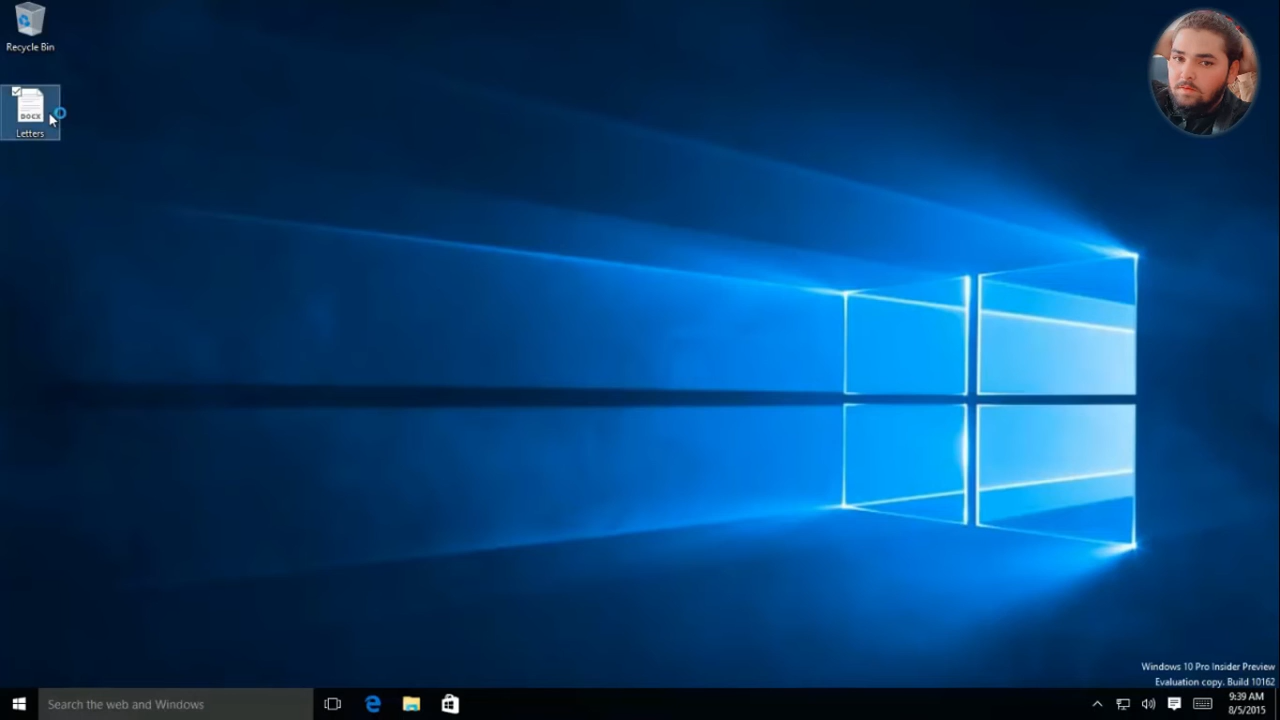 Recycle Bin
DOCX
Letters
Windows 10 Pro Insider Preview
Evaluation copy. Build 10162
Search the web and Windows
9:39 AM
8/5/2015